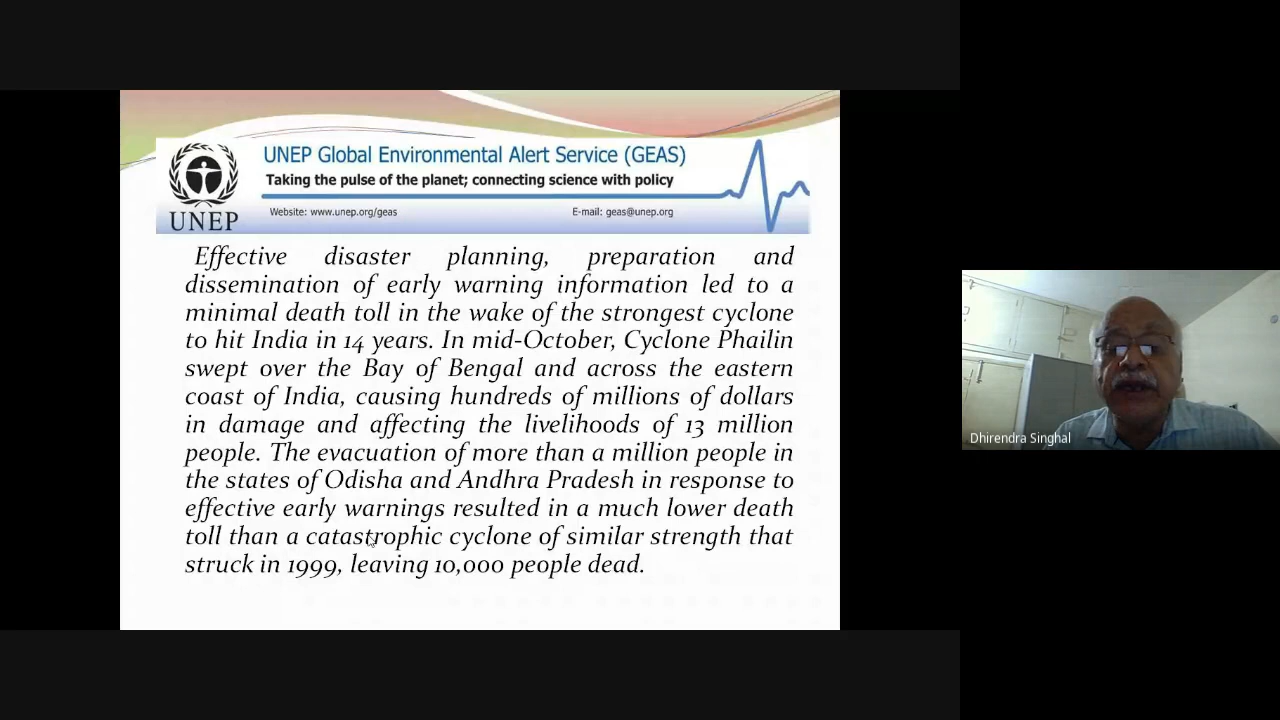 UNEP Global Environmental Alert Service (GEAS)
Taking the pulse of the planet; connecting science with policy
UNEP
Website: www.unep.org/geas
E-mail: geas@unep.org
Effective disaster planning, preparation and
dissemination of early warning information led to a
minimal death toll in the wake of the strongest cyclone
to hit India in 14 years. In mid-October, Cyclone Phailin
swept over the Bay of Bengal and across the eastern
coast of India, causing hundreds of millions of dollars
in damage and affecting the livelihoods of 13 million
people. The evacuation of more than a million people in
the states of Odisha and Andhra Pradesh in response to
effective early warnings resulted in a much lower death
toll than a catastrophic cyclone of similar strength that
struck in 1999, leaving 10,000 people dead.
Dhirendra Singhal